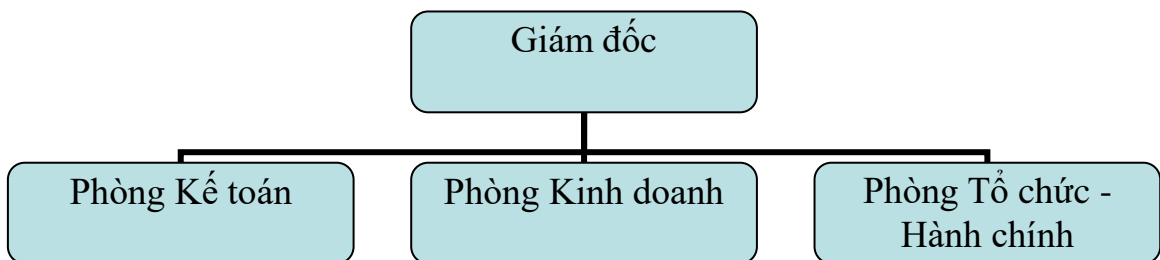 Giám đốc
Phòng Kế toán
Phòng Kinh doanh
Phòng Tổ chức -
Hành chính